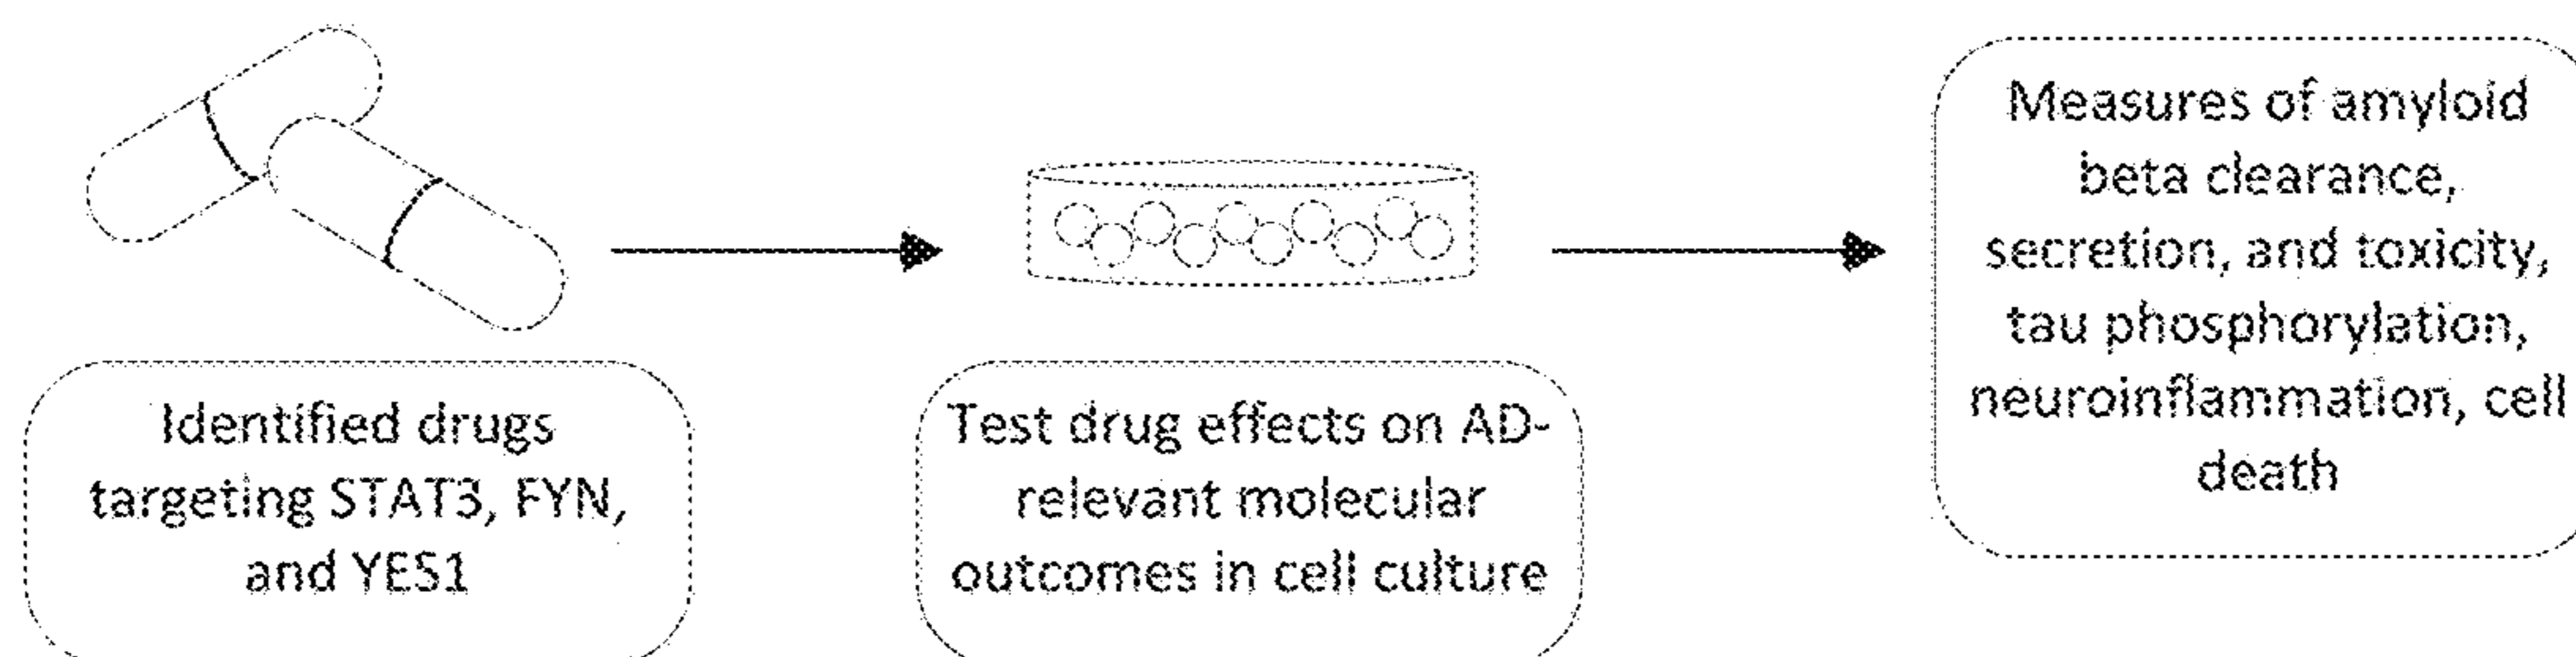 Identified drugs
targeting STAT3, FYN,
and YES1
Test drug effects on AD-
relevant molecular
outcomes in cell culture
Measures of amyloid
beta clearance,
secretion, and toxicity,
tau phosphorylation,
neuroinflammation, cell
death